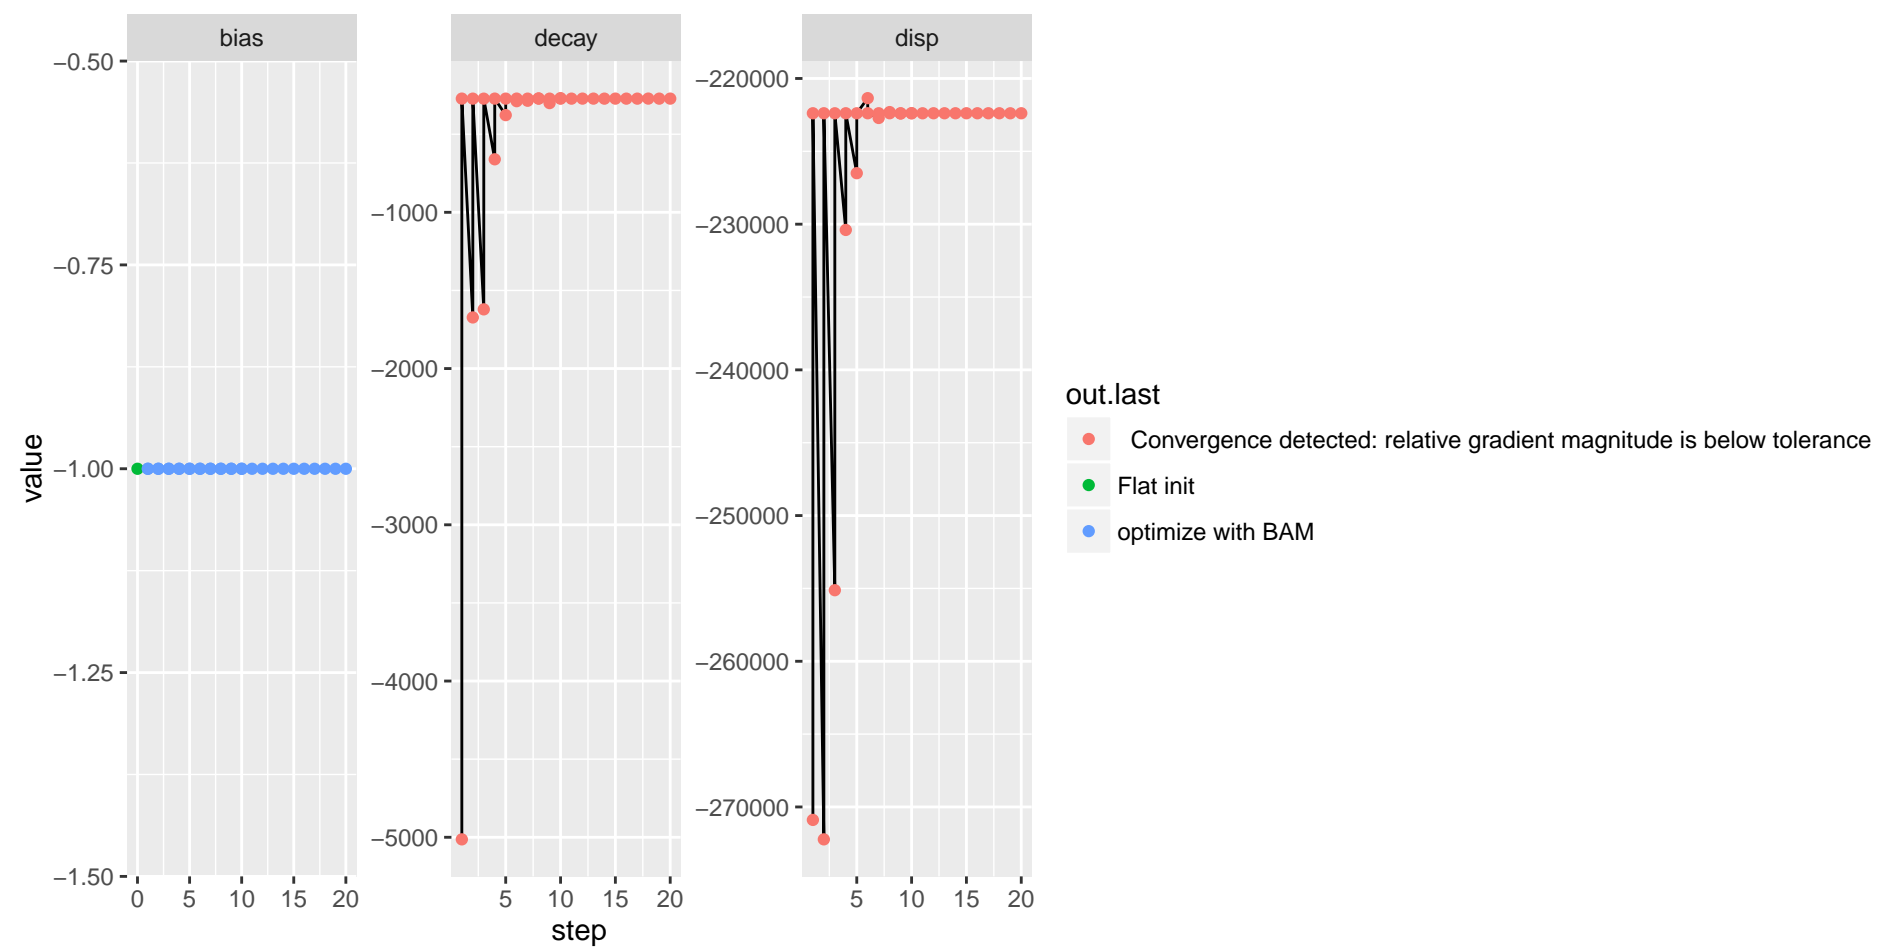 bias
decay
disp
value
−0.50
−0.75
−1.00
−1.25
−1.50
−1000
−2000
−3000
−4000
−5000
−220000
−230000
−240000
−250000
−260000
−270000
0 5 10 15 20
5 10 15 20
5 10 15 20
step
out.last
Convergence detected: relative gradient magnitude is below tolerance
Flat init
optimize with BAM